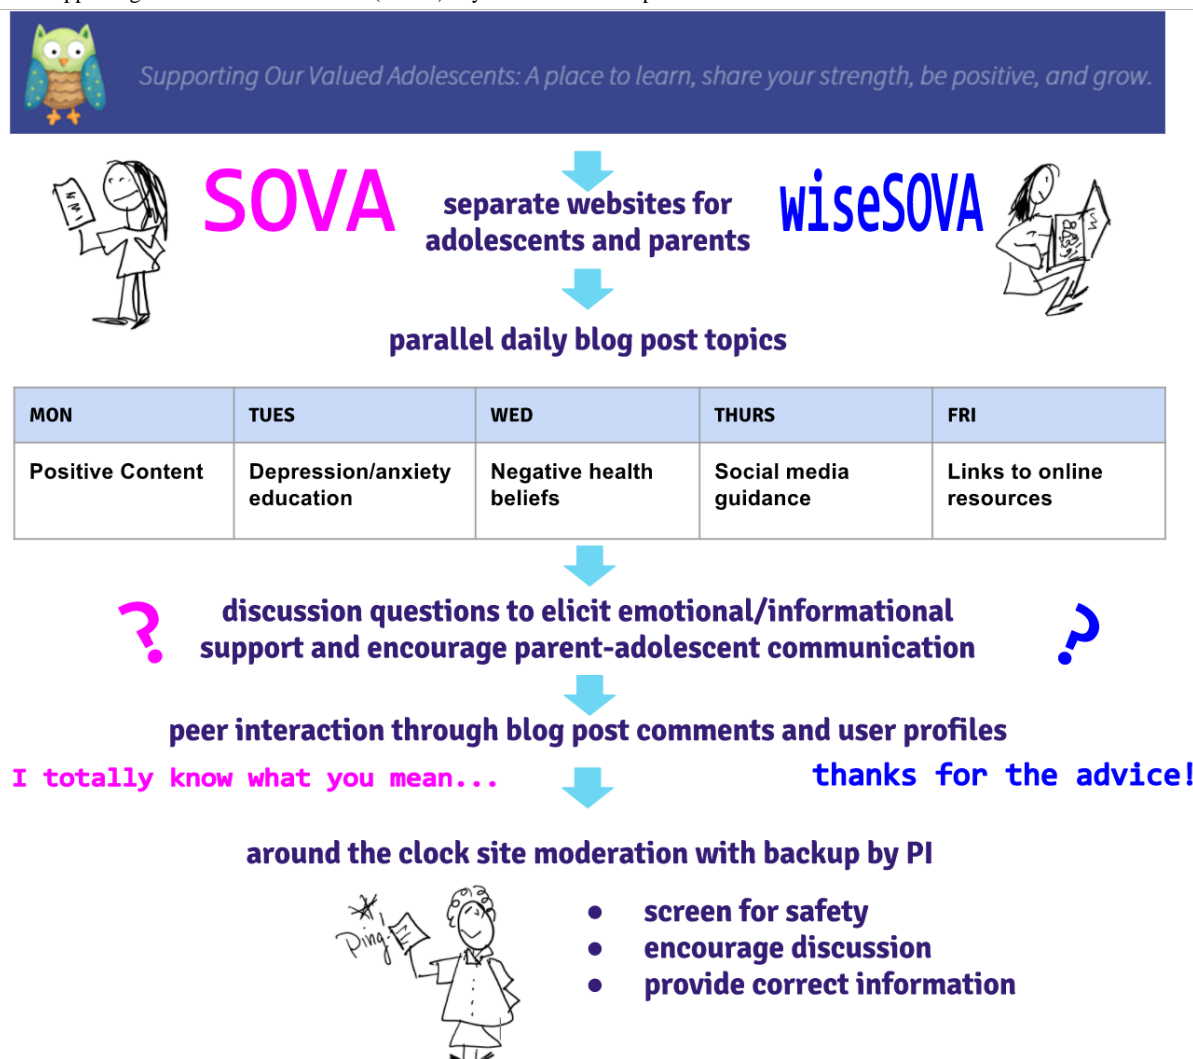 Supporting Our Valued Adolescents: A place to learn, share your strength, be positive, and grow.
SOVA
separate websites for
adolescents and parents
wiseSOVA
parallel daily blog post topics
MON TUES WED THURS FRI
Positive Content Depression/anxiety Negative health Social media Links to online
education beliefs guidance resources
? discussion questions to elicit emotional/informational ?
support and encourage parent-adolescent communication
peer interaction through blog post comments and user profiles
I totally know what you mean... thanks for the advice!
around the clock site moderation with backup by PI
Ping!
● screen for safety
● encourage discussion
● provide correct information